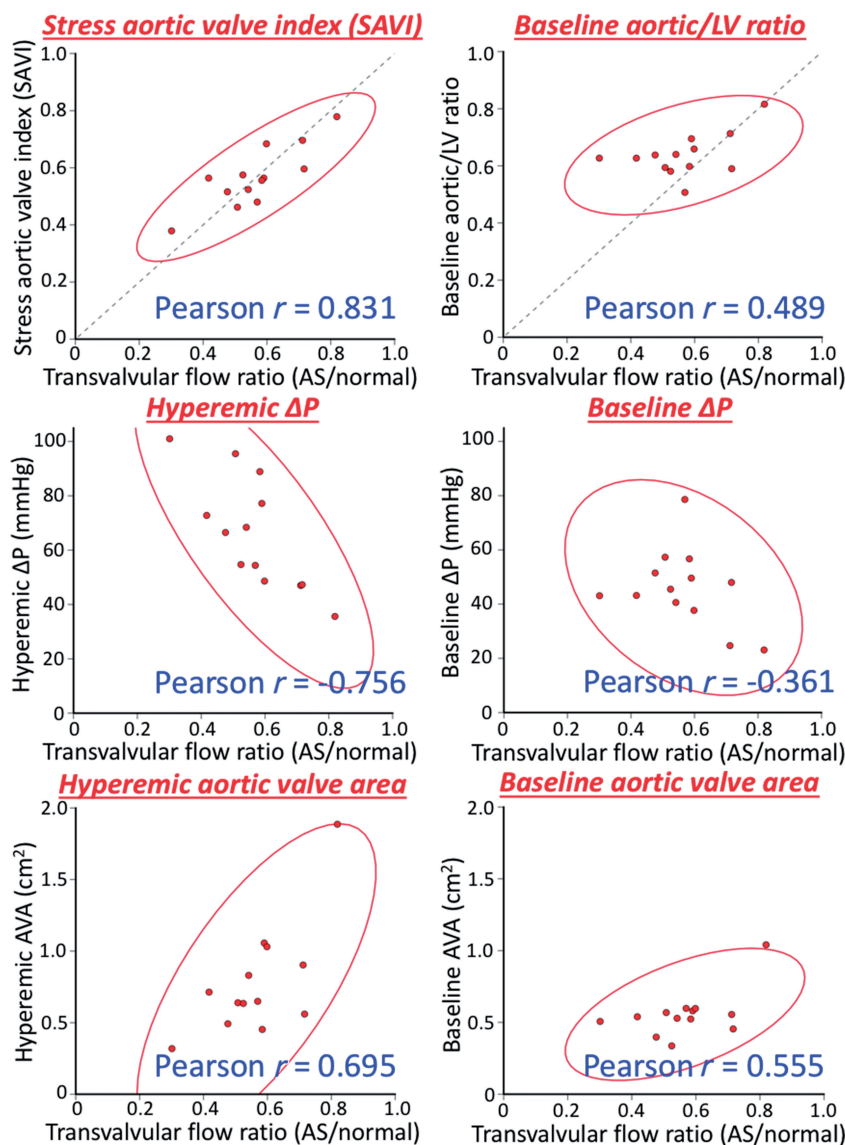 Stress aortic valve index (SAVI)
Stress aortic valve index (SAVI)
1.0
0.8
0.6
0.4
0.2
0
Pearson r = 0.831
0.2 0.4 0.6 0.8 1.0
Transvalvular flow ratio (AS/normal)
Baseline aortic/LV ratio
Baseline aortic/LV ratio
1.0
0.8
0.6
0.4
0.2
0
Pearson r = 0.489
0.2 0.4 0.6 0.8 1.0
Transvalvular flow ratio (AS/normal)
Hyperemic ΔP
Hyperemic ΔP (mmHg)
100
80
60
40
20
0
Pearson r = -0.756
0.2 0.4 0.6 0.8 1.0
Transvalvular flow ratio (AS/normal)
Baseline ΔP
Baseline ΔP (mmHg)
100
80
60
40
20
0
Pearson r = -0.361
0.2 0.4 0.6 0.8 1.0
Transvalvular flow ratio (AS/normal)
Hyperemic aortic valve area
Hyperemic AVA (cm²)
2.0
1.5
1.0
0.5
0
Pearson r = 0.695
0.2 0.4 0.6 0.8 1.0
Transvalvular flow ratio (AS/normal)
Baseline aortic valve area
Baseline AVA (cm²)
2.0
1.5
1.0
0.5
0
Pearson r = 0.555
0.2 0.4 0.6 0.8 1.0
Transvalvular flow ratio (AS/normal)